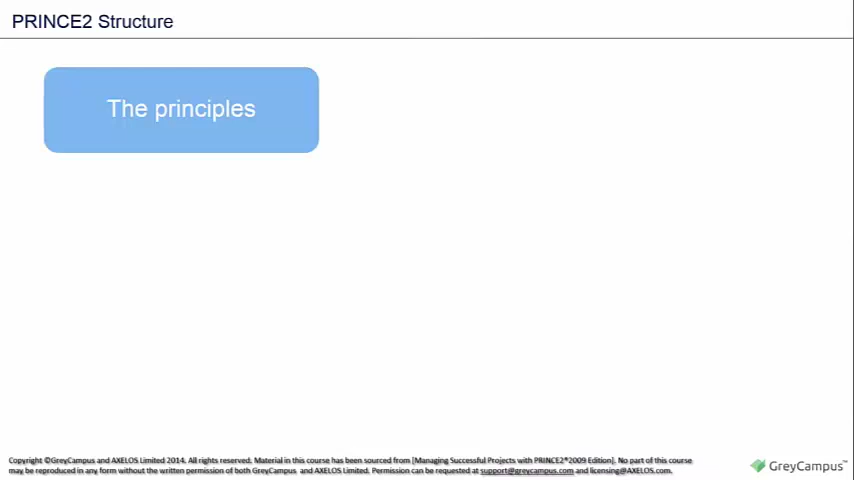 PRINCE2 Structure
The principles
Copyright ©GreyCampus and AXELOS Limited 2014. All rights reserved. Material in this course has been sourced from [Managing Successful Projects with PRINCE2®2009 Edition]. No part of this course
may be reproduced in any form without the written permission of both GreyCampus and AXELOS Limited. Permission can be requested at support@greycampus.com and licensing@AXELOS.com.
GreyCampus™